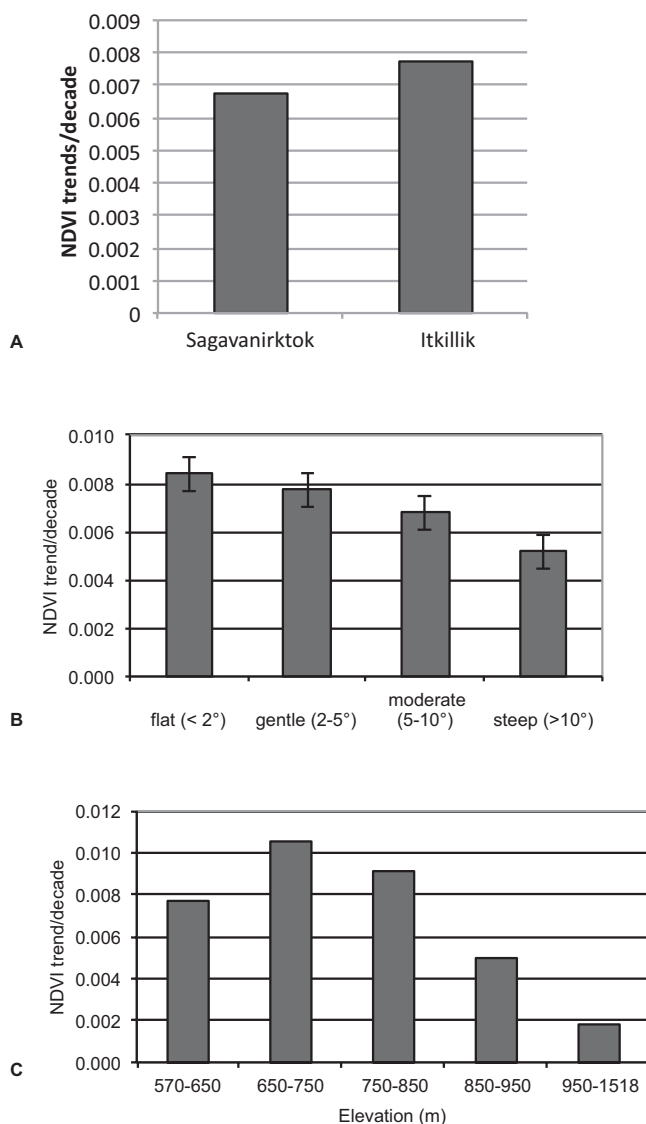 0.009
0.008
0.007
0.006
0.005
0.004
0.003
0.002
0.001
0
NDVI trends/decade
Sagavanirktok Itkillik
A
0.010
0.008
0.006
0.004
0.002
0.000
NDVI trend/decade
flat (< 2°) gentle (2-5°) moderate (5-10°) steep (>10°)
B
0.012
0.010
0.008
0.006
0.004
0.002
0.000
NDVI trend/decade
C
570-650 650-750 750-850 850-950 950-1518
Elevation (m)